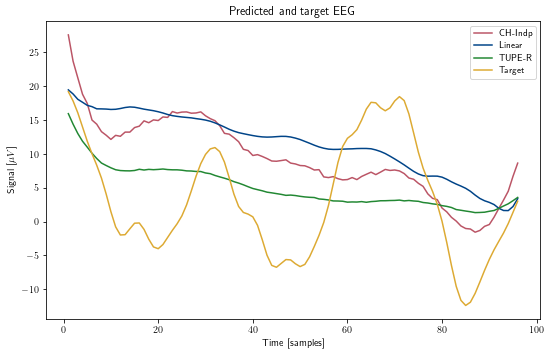 Predicted and target EEG
CH-Indp
Linear
TUPE-R
Target
Signal [μV]
25
20
15
10
5
0
−5
−10
0
20
40
60
80
100
Time [samples]